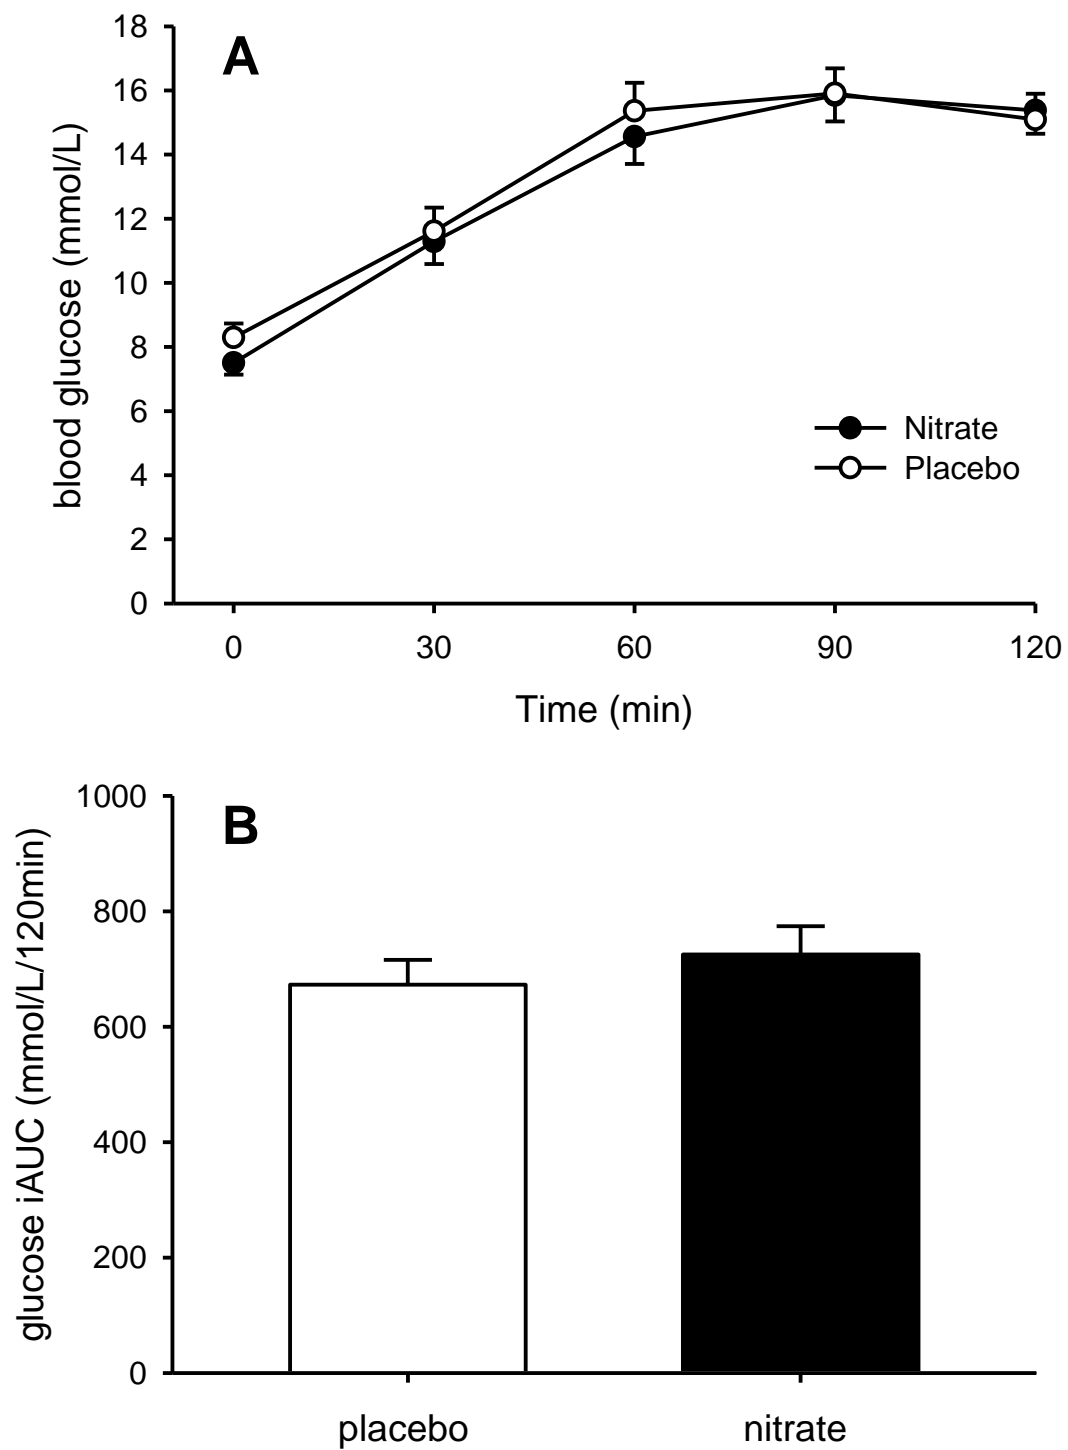 18
A
16
14
12
10
8
6
4
2
0
blood glucose (mmol/L)
Nitrate
Placebo
0 30 60 90 120
Time (min)
1000
B
800
600
400
200
0
glucose iAUC (mmol/L/120min)
placebo nitrate